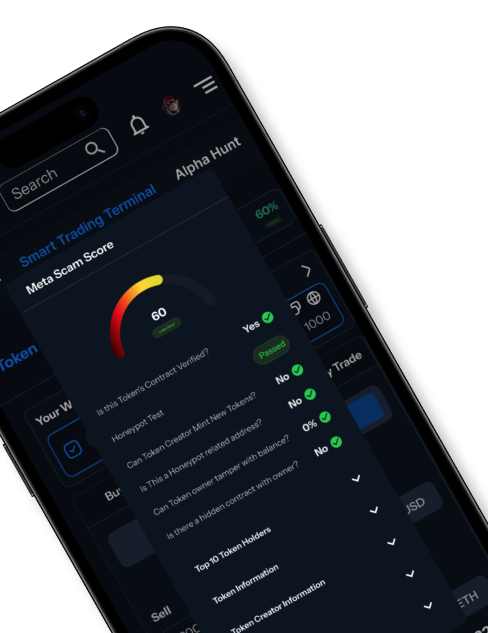 Search
Alpha Hunt
Smart Trading Terminal
60%
Meta Scam Score
60
Token
1000
Is this Token's Contract Verified? Yes
Honeypot Test Passed
Can Token Creator Mint New Tokens? No
Is This a Honeypot related address? No
Can Token owner tamper with balance? 0%
Is there a hidden contract with owner? No
Your W
y Trade
Bu
Top 10 Token Holders
Token Information
Token Creator Information
Sell
USD
ETH